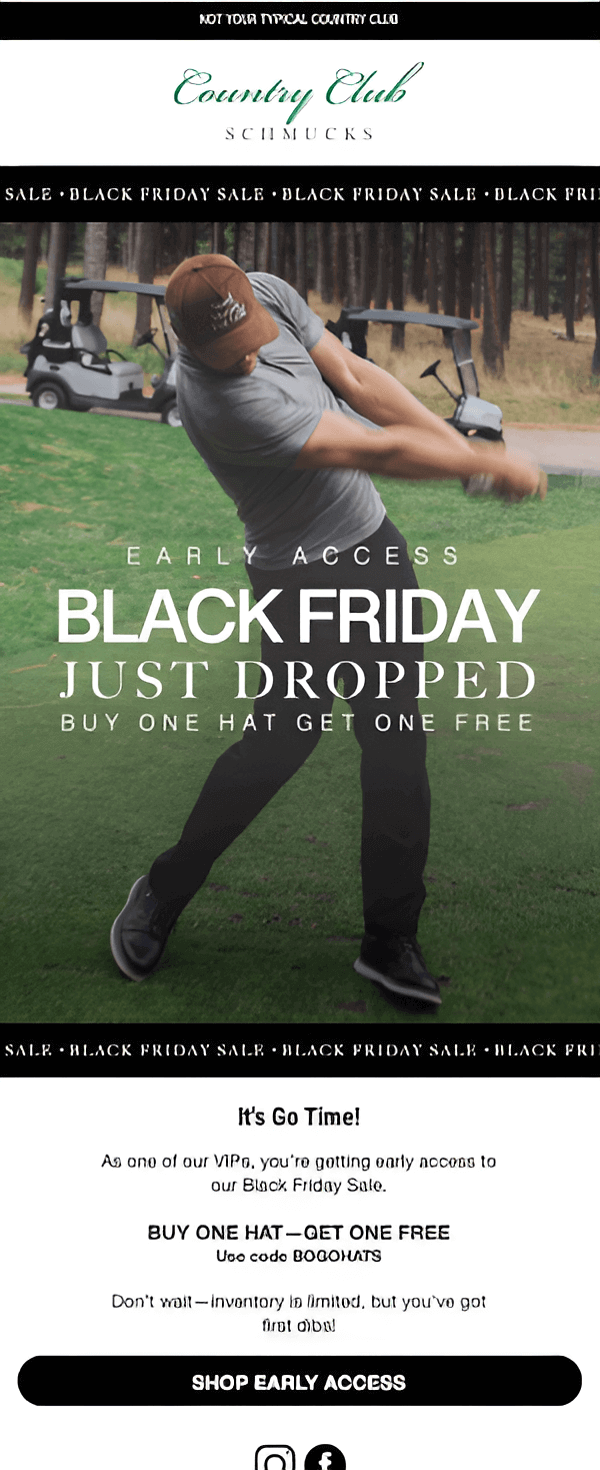 NOT YOUR TYPICAL COUNTRY CLUB
Country Club
SCHMUCKS
SALE • BLACK FRIDAY SALE • BLACK FRIDAY SALE • BLACK FRI
EARLY ACCESS
BLACK FRIDAY
JUST DROPPED
BUY ONE HAT GET ONE FREE
SALE • BLACK FRIDAY SALE • BLACK FRIDAY SALE • BLACK FRI
It's Go Time!
As one of our VIPs, you're getting early access to
our Black Friday Sale.
BUY ONE HAT—GET ONE FREE
Use code BOGOHATS
Don't wait—inventory is limited, but you've got
first dibs!
SHOP EARLY ACCESS